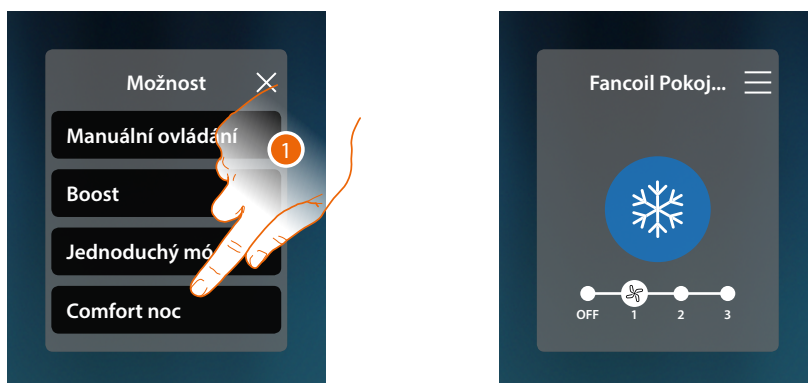 Možnost
Manuální ovládání
1
Boost
Jednoduchý mó
Comfort noc
Fancoil Pokoj...
OFF 1 2 3